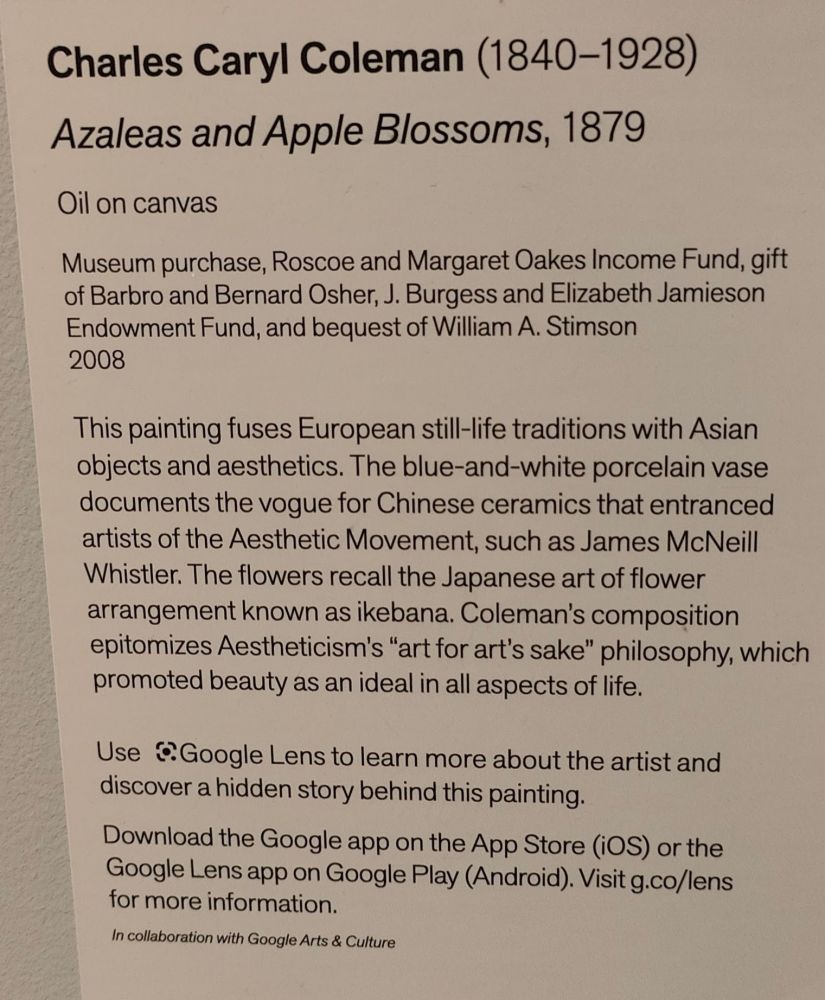 Charles Caryl Coleman (1840–1928)
Azaleas and Apple Blossoms, 1879
Oil on canvas
Museum purchase, Roscoe and Margaret Oakes Income Fund, gift
of Barbro and Bernard Osher, J. Burgess and Elizabeth Jamieson
Endowment Fund, and bequest of William A. Stimson
2008
This painting fuses European still-life traditions with Asian
objects and aesthetics. The blue-and-white porcelain vase
documents the vogue for Chinese ceramics that entranced
artists of the Aesthetic Movement, such as James McNeill
Whistler. The flowers recall the Japanese art of flower
arrangement known as ikebana. Coleman’s composition
epitomizes Aestheticism’s “art for art’s sake” philosophy, which
promoted beauty as an ideal in all aspects of life.
Use Google Lens to learn more about the artist and
discover a hidden story behind this painting.
Download the Google app on the App Store (iOS) or the
Google Lens app on Google Play (Android). Visit g.co/lens
for more information.
In collaboration with Google Arts & Culture